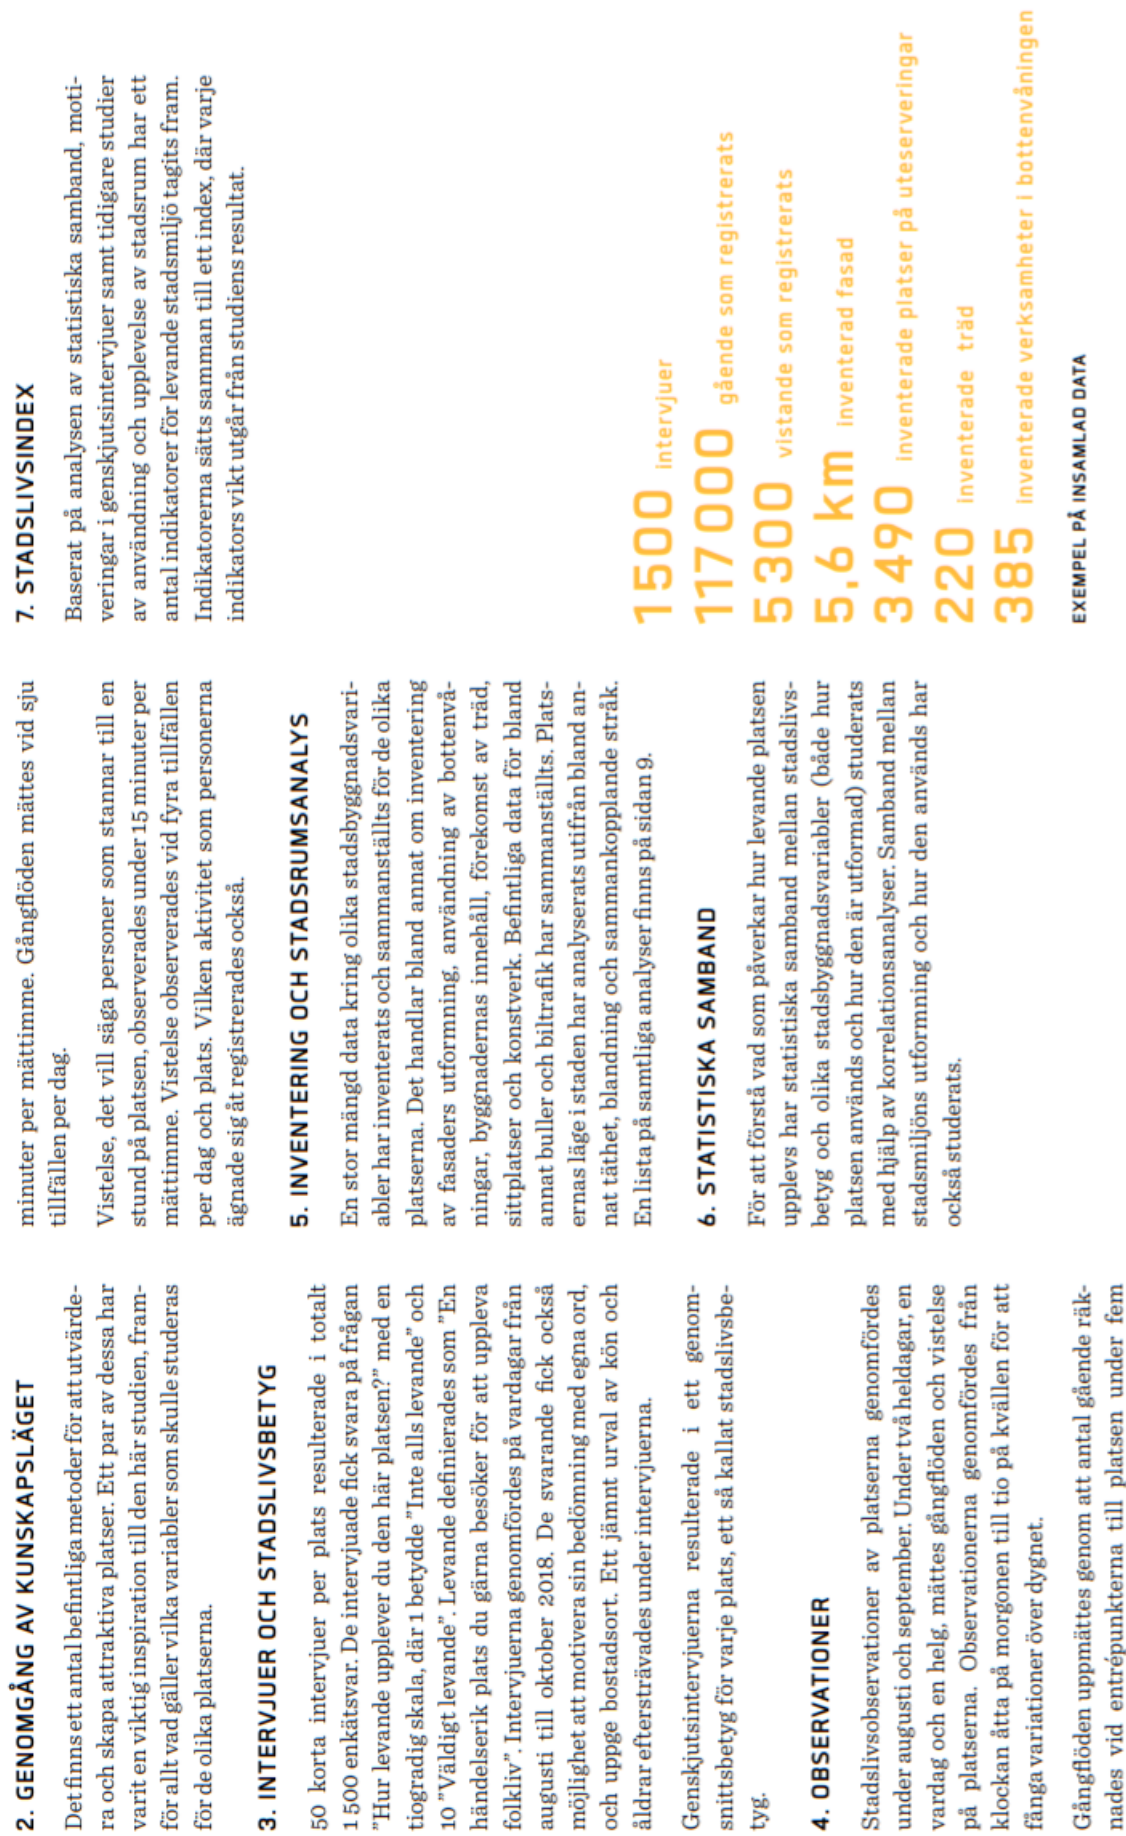 2. GENOMGÅNG AV KUNSKAPSLÄGET
Det finns ett antal befintliga metoder för att utvärde-
ra och skapa attraktiva platser. Ett par av dessa har
varit en viktig inspiration till den här studien, fram-
för allt vad gäller vilka variabler som skulle studeras
för de olika platserna.
3. INTERVJUER OCH STADSLIVSBETYG
50 korta intervjuer per plats resulterade i totalt
1 500 enkätsvar. De intervjuade fick svara på frågan
”Hur levande upplever du den här platsen?” med en
tiogradig skala, där 1 betydde ”Inte alls levande” och
10 ”Väldigt levande”. Levande definierades som ”En
händelserik plats du gärna besöker för att uppleva
folkliv”. Intervjuerna genomfördes på vardagar från
augusti till oktober 2018. De svarande fick också
möjlighet att motivera sin bedömning med egna ord,
och uppge bostadsort. Ett jämnt urval av kön och
åldrar eftersträvades under intervjuerna.
Genskjutsintervjuerna resulterade i ett genom-
snittsbetyg för varje plats, ett så kallat stadslivsbe-
tyg.
4. OBSERVATIONER
Stadslivsobservationer av platserna genomfördes
under augusti och september. Under två heldagar, en
vardag och en helg, mättes gångflöden och vistelse
på platserna. Observationerna genomfördes från
klockan åtta på morgonen till tio på kvällen för att
fånga variationer över dygnet.
Gångflöden uppmättes genom att antal gående räk-
nades vid entrépunkterna till platsen under fem
minuter per mättimme. Gångflöden mättes vid sju
tillfällen per dag.
Vistelse, det vill säga personer som stannar till en
stund på platsen, observerades under 15 minuter per
mättimme. Vistelse observerades vid fyra tillfällen
per dag och plats. Vilken aktivitet som personerna
ägnade sig åt registrerades också.
5. INVENTERING OCH STADSRUMSANALYS
En stor mängd data kring olika stadsbyggnadsvari-
abler har inventerats och sammanställts för de olika
platserna. Det handlar bland annat om inventering
av fasaders utformning, användning av bottenvå-
ningar, byggnadernas innehåll, förekomst av träd,
sittplatser och konstverk. Befintliga data för bland
annat buller och biltrafik har sammanställts. Plats-
ernas läge i staden har analyserats utifrån bland an-
nat täthet, blandning och sammankopplande stråk.
En lista på samtliga analyser finns på sidan 9.
6. STATISTISKA SAMBAND
För att förstå vad som påverkar hur levande platsen
upplevs har statistiska samband mellan stadslivs-
betyg och olika stadsbyggnadsvariabler (både hur
platsen används och hur den är utformad) studerats
med hjälp av korrelationsanalyser. Samband mellan
stadsmiljöns utformning och hur den används har
också studerats.
7. STADSLIVSINDEX
Baserat på analysen av statistiska samband, moti-
veringar i genskjutsintervjuer samt tidigare studier
av användning och upplevelse av stadsrum har ett
antal indikatorer för levande stadsmiljö tagits fram.
Indikatorerna sätts samman till ett index, där varje
indikators vikt utgår från studiens resultat.
1500 intervjuer
117 000 gående som registrerats
5 300 vistande som registrerats
5,6 km inventerad fasad
3 490 inventerade platser på uteserveringar
220 inventerade träd
385 inventerade verksamheter i bottenvåningen
EXEMPEL PÅ INSAMLAD DATA